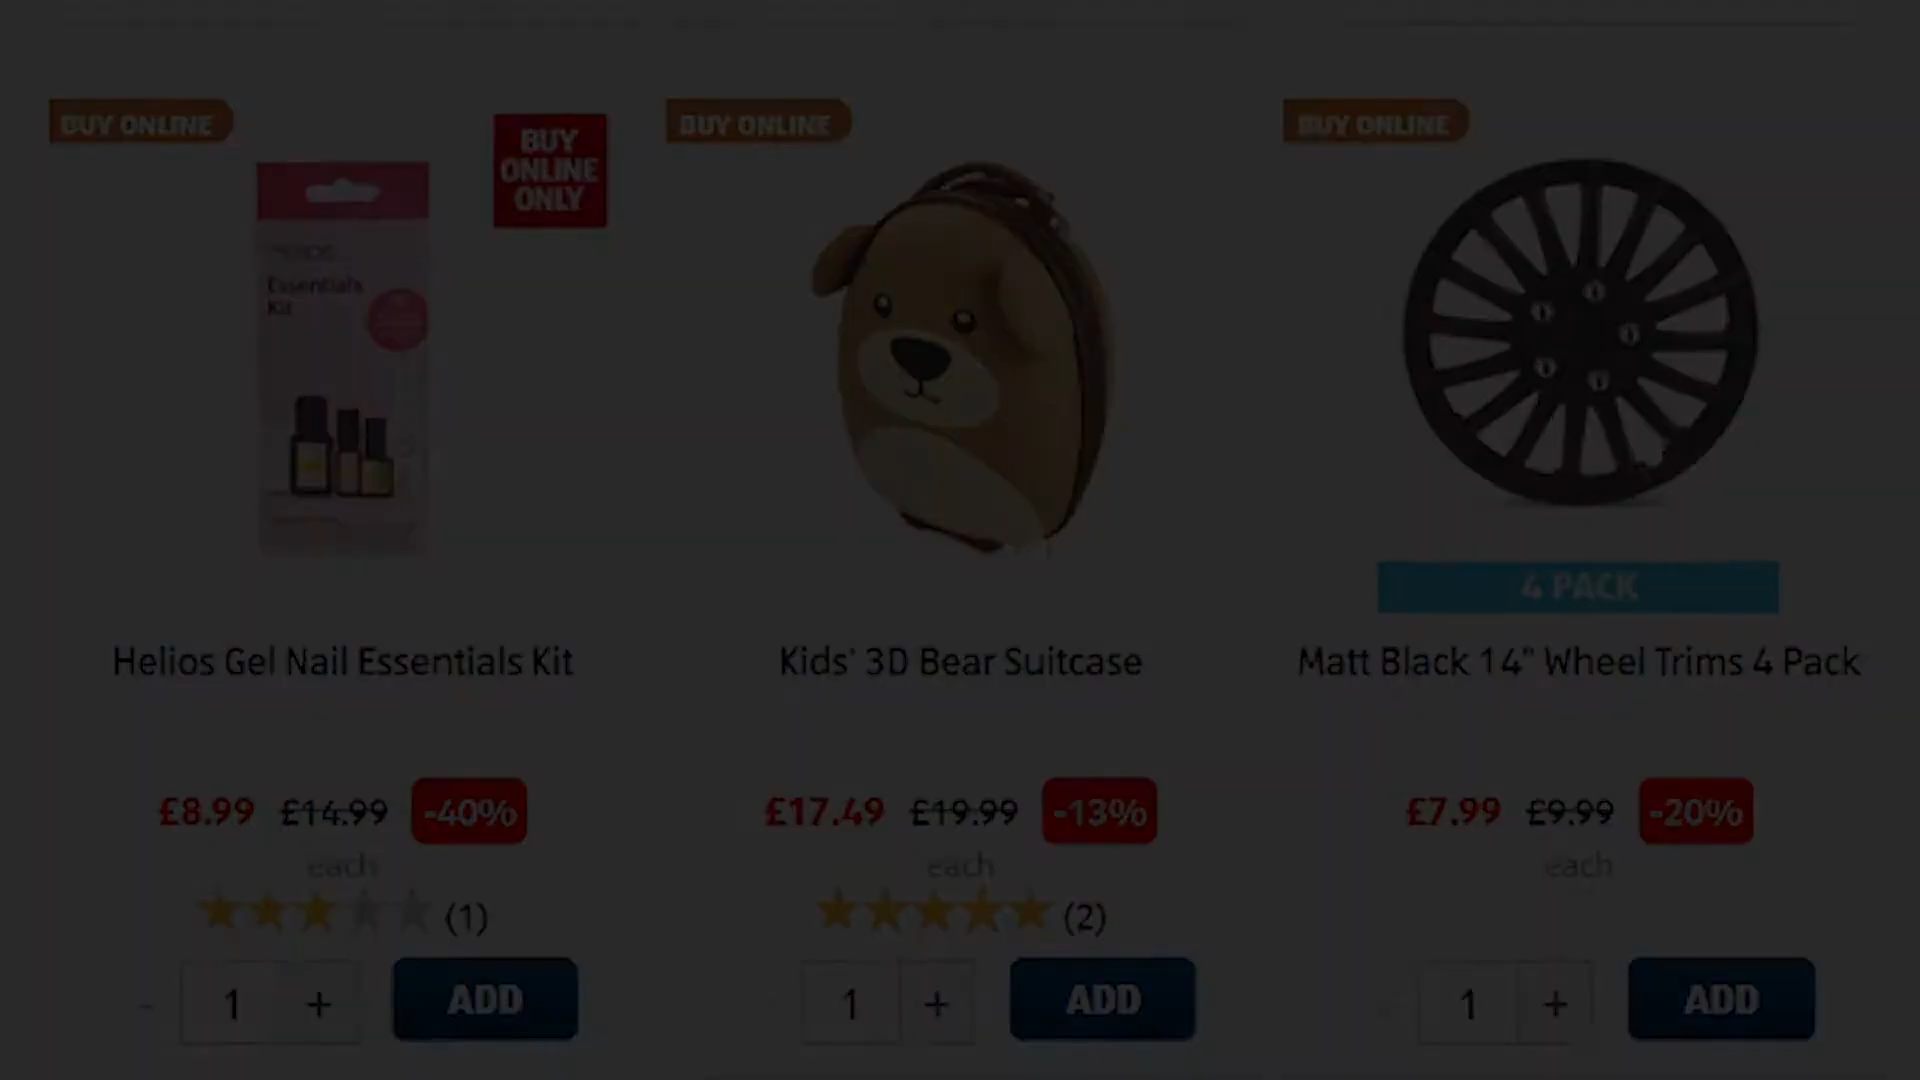 BUY ONLINE
BUY
ONLINE
ONLY
Essentials
Kit
Helios Gel Nail Essentials Kit
£8.99 £14.99 -40%
each
(1)
- 1 + ADD
BUY ONLINE
Kids' 3D Bear Suitcase
£17.49 £19.99 -13%
each
(2)
1 + ADD
BUY ONLINE
4 PACK
Matt Black 14" Wheel Trims 4 Pack
£7.99 £9.99 -20%
each
- 1 + ADD